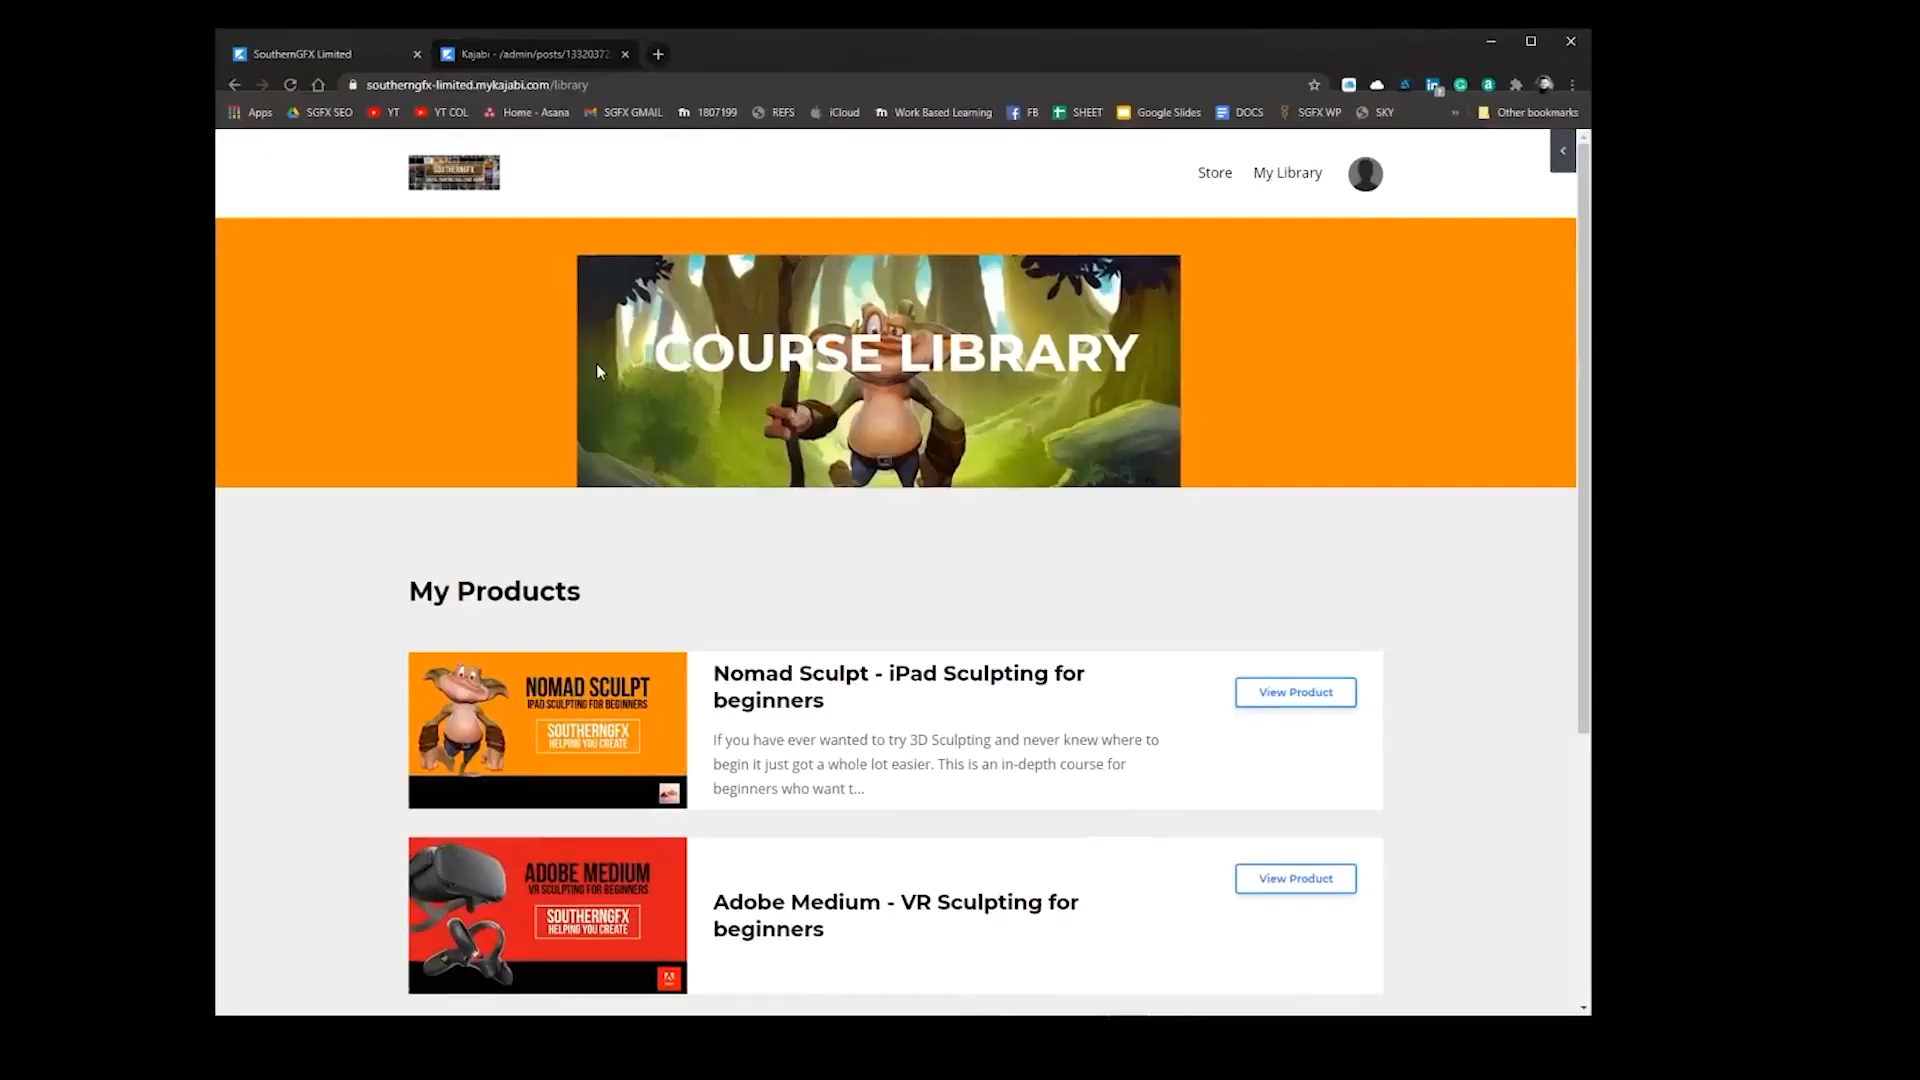 SouthernGFX Limited
Kajabi - /admin/posts/13320372
southerngfx-limited.mykajabi.com/library
Apps SGFX SEO YT YT COL Home - Asana SGFX GMAIL 1807199 REFS iCloud Work Based Learning FB SHEET Google Slides DOCS SGFX WP SKY » Other bookmarks
SOUTHERNGFX
Store My Library
COURSE LIBRARY
My Products
NOMAD SCULPT
IPAD SCULPTING FOR BEGINNERS
SOUTHERNGFX
HELPING YOU CREATE
Nomad Sculpt - iPad Sculpting for
beginners
If you have ever wanted to try 3D Sculpting and never knew where to
begin it just got a whole lot easier. This is an in-depth course for
beginners who want t...
View Product
ADOBE MEDIUM
VR SCULPTING FOR BEGINNERS
SOUTHERNGFX
HELPING YOU CREATE
Adobe Medium - VR Sculpting for
beginners
View Product